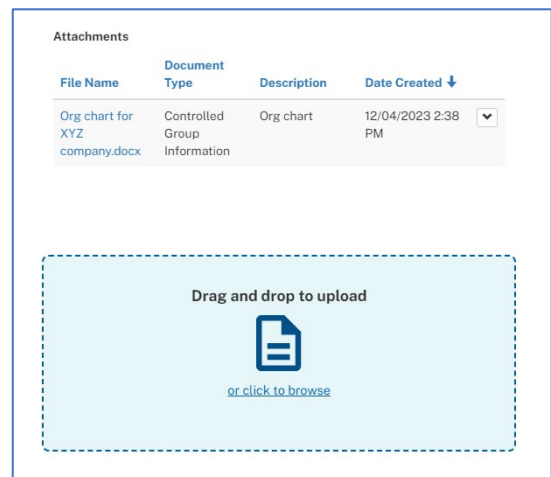 Attachments
File Name
Document
Type
Description
Date Created
Org chart for
XYZ
company.docx
Controlled
Group
Information
Org chart
12/04/2023 2:38
PM
Drag and drop to upload
or click to browse